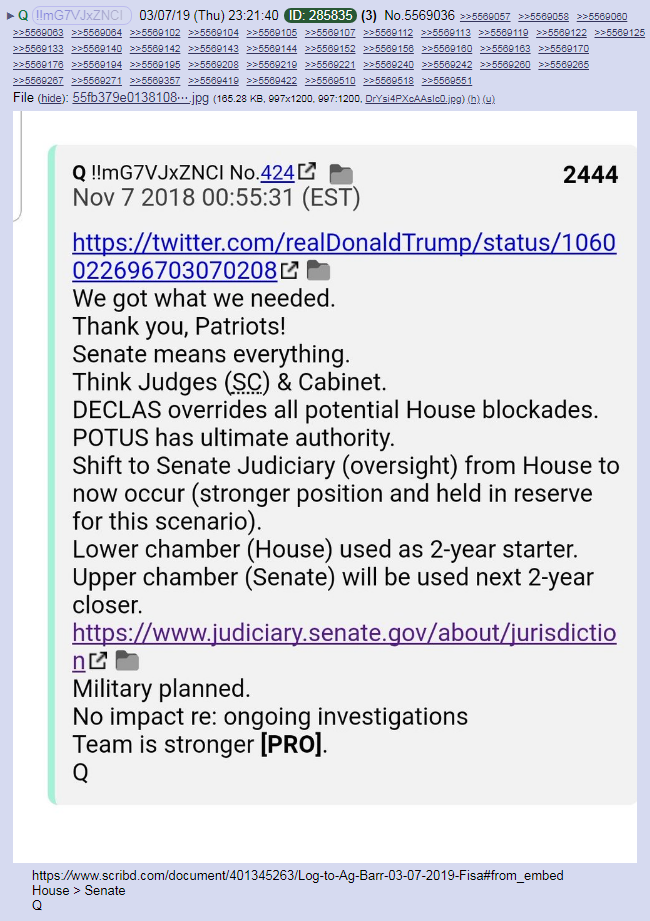 ▶ Q !!mG7VJxZNCI 03/07/19 (Thu) 23:21:40 ID: 285835 (3) No.5569036 >>5569057 >>5569058 >>5569060
>>5569063 >>5569064 >>5569102 >>5569104 >>5569105 >>5569107 >>5569112 >>5569113 >>5569119 >>5569122 >>5569125
>>5569133 >>5569140 >>5569142 >>5569143 >>5569144 >>5569152 >>5569156 >>5569160 >>5569163 >>5569170
>>5569176 >>5569194 >>5569195 >>5569208 >>5569219 >>5569221 >>5569240 >>5569242 >>5569260 >>5569265
>>5569267 >>5569271 >>5569357 >>5569419 >>5569422 >>5569510 >>5569518 >>5569551
File (hide): 55fb379e0138108⋯.jpg (165.28 KB, 997x1200, 997:1200, DrYsi4PXcAAsIc0.jpg) (h) (u)
Q !!mG7VJxZNCI No.424 2444
Nov 7 2018 00:55:31 (EST)
https://twitter.com/realDonaldTrump/status/1060
022696703070208
We got what we needed.
Thank you, Patriots!
Senate means everything.
Think Judges (SC) & Cabinet.
DECLAS overrides all potential House blockades.
POTUS has ultimate authority.
Shift to Senate Judiciary (oversight) from House to
now occur (stronger position and held in reserve
for this scenario).
Lower chamber (House) used as 2-year starter.
Upper chamber (Senate) will be used next 2-year
closer.
https://www.judiciary.senate.gov/about/jurisdictio
n
Military planned.
No impact re: ongoing investigations
Team is stronger [PRO].
Q
https://www.scribd.com/document/401345263/Log-to-Ag-Barr-03-07-2019-Fisa#from_embed
House > Senate
Q